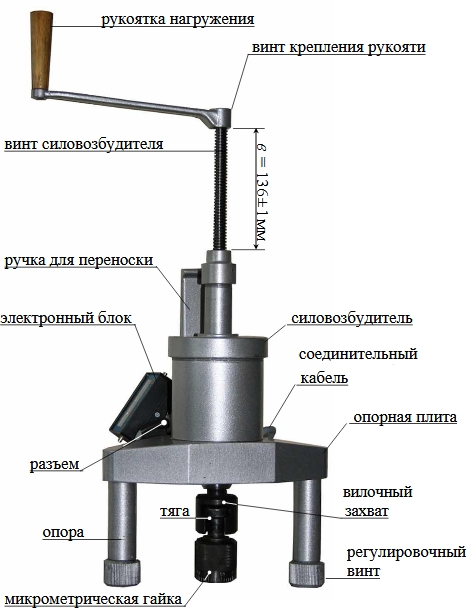 рукоятка нагружения
винт крепления рукояти
винт силовозбудителя
в = 136±1мм
ручка для переноски
электронный блок
силовозбудитель
соединительный
кабель
опорная плита
разъем
вилочный
захват
тяга
опора
регулировочный
винт
микрометрическая гайка